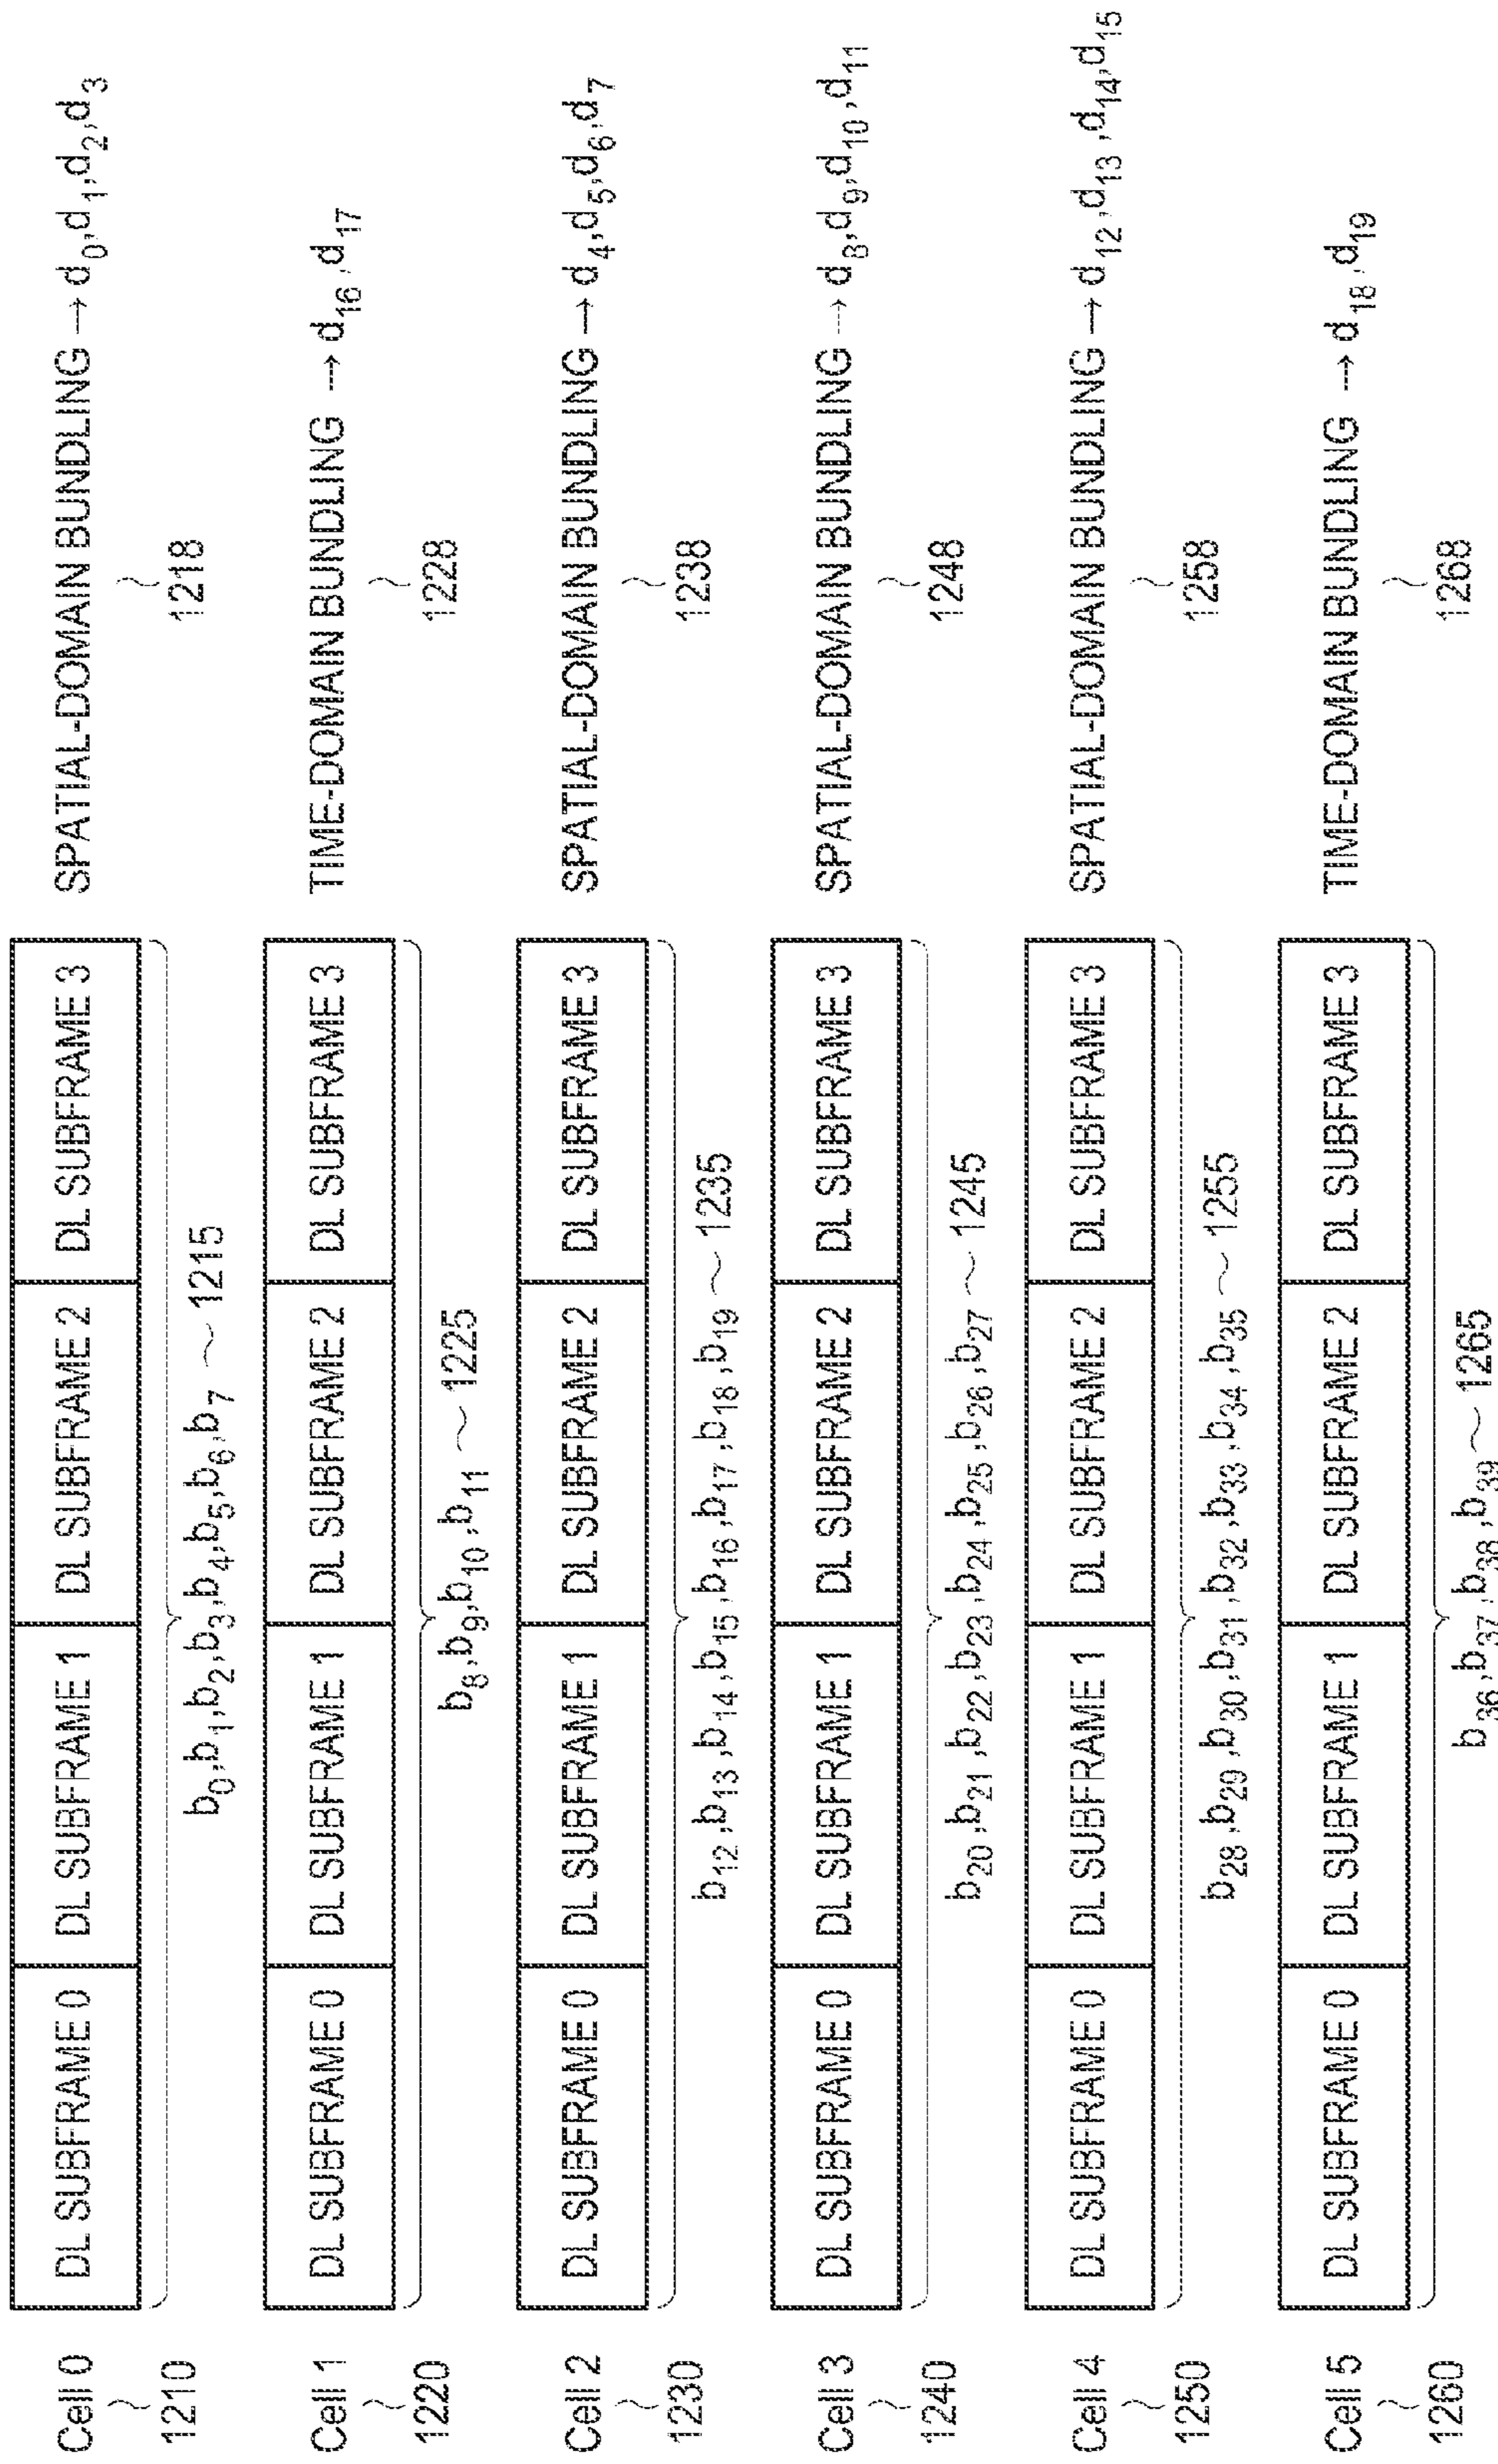 Cell 0 DL SUBFRAME 0 DL SUBFRAME 1 DL SUBFRAME 2 DL SUBFRAME 3 SPATIAL-DOMAIN BUNDLING → d₀,d₁,d₂,d₃
1210 b₀,b₁,b₂,b₃,b₄,b₅,b₆,b₇ ~ 1215 1218
Cell 1 DL SUBFRAME 0 DL SUBFRAME 1 DL SUBFRAME 2 DL SUBFRAME 3 TIME-DOMAIN BUNDLING → d₁₆,d₁₇
1220 b₈,b₉,b₁₀,b₁₁ ~ 1225 1228
Cell 2 DL SUBFRAME 0 DL SUBFRAME 1 DL SUBFRAME 2 DL SUBFRAME 3 SPATIAL-DOMAIN BUNDLING → d₄,d₅,d₆,d₇
1230 b₁₂,b₁₃,b₁₄,b₁₅,b₁₆,b₁₇,b₁₈,b₁₉ ~ 1235 1238
Cell 3 DL SUBFRAME 0 DL SUBFRAME 1 DL SUBFRAME 2 DL SUBFRAME 3 SPATIAL-DOMAIN BUNDLING → d₈,d₉,d₁₀,d₁₁
1240 b₂₀,b₂₁,b₂₂,b₂₃,b₂₄,b₂₅,b₂₆,b₂₇ ~ 1245 1248
Cell 4 DL SUBFRAME 0 DL SUBFRAME 1 DL SUBFRAME 2 DL SUBFRAME 3 SPATIAL-DOMAIN BUNDLING → d₁₂,d₁₃,d₁₄,d₁₅
1250 b₂₈,b₂₉,b₃₀,b₃₁,b₃₂,b₃₃,b₃₄,b₃₅ ~ 1255 1258
Cell 5 DL SUBFRAME 0 DL SUBFRAME 1 DL SUBFRAME 2 DL SUBFRAME 3 TIME-DOMAIN BUNDLING → d₁₈,d₁₉
1260 b₃₆,b₃₇,b₃₈,b₃₉ ~ 1265 1268